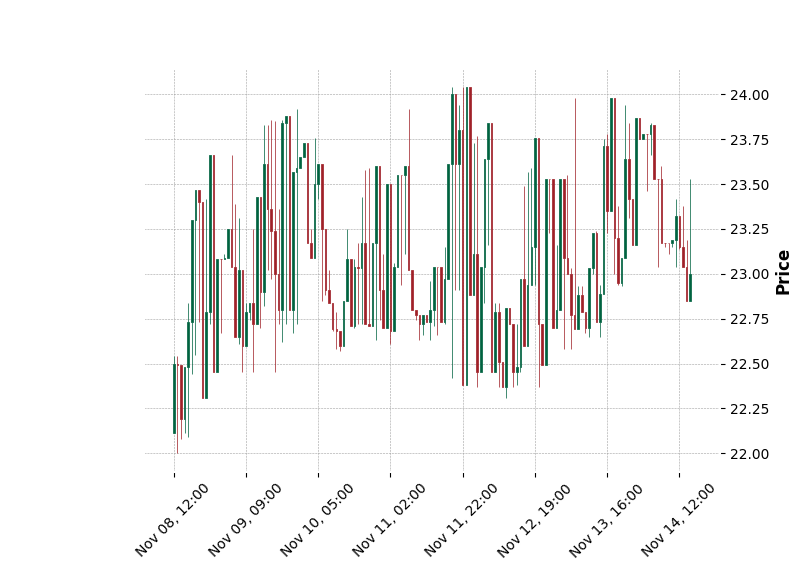 24.00
23.75
23.50
23.25
23.00
22.75
22.50
22.25
22.00
Price
Nov 08, 12:00
Nov 09, 09:00
Nov 10, 05:00
Nov 11, 02:00
Nov 11, 22:00
Nov 12, 19:00
Nov 13, 16:00
Nov 14, 12:00